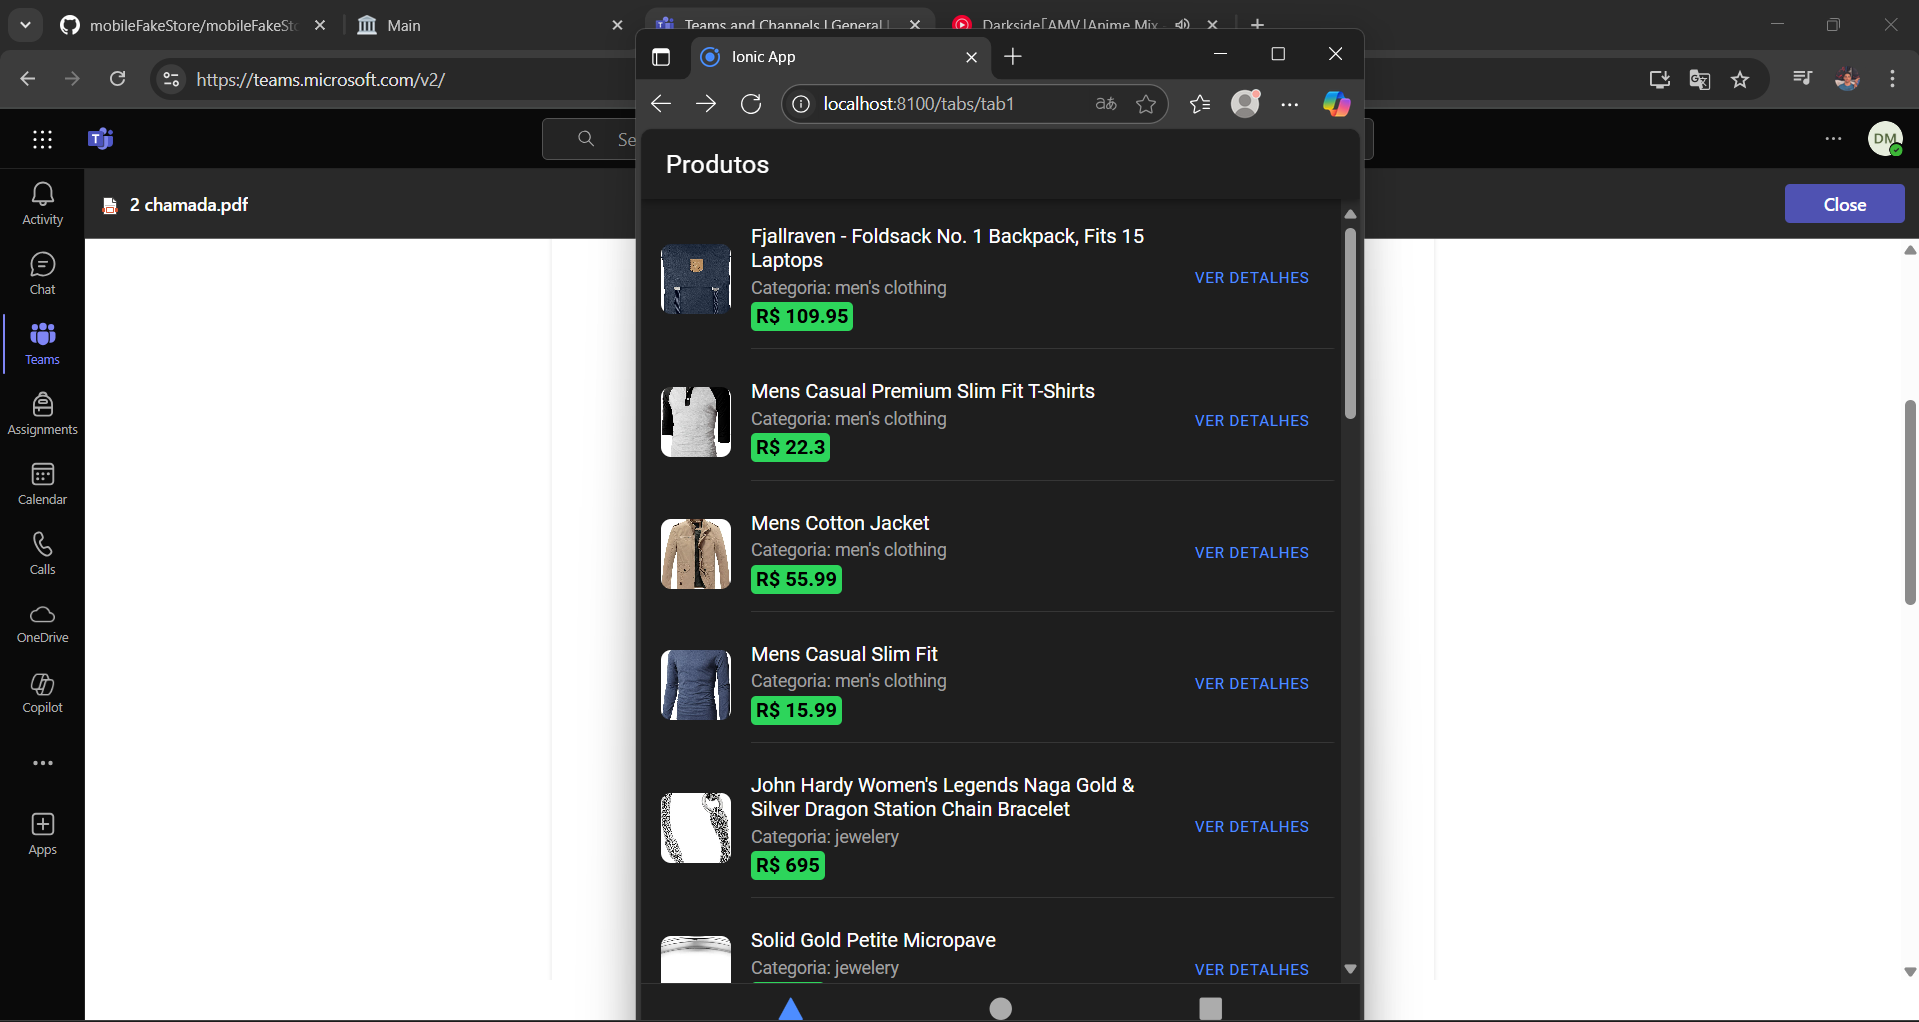 mobileFakeStore/mobileFakeSto
Main
Teams and Channels | General |
Darkside「AMV」Anime Mix
https://teams.microsoft.com/v2/
Ionic App
localhost:8100/tabs/tab1
Se
DM
2 chamada.pdf
Close
Activity
Chat
Teams
Assignments
Calendar
Calls
OneDrive
Copilot
Apps
Produtos
Fjallraven - Foldsack No. 1 Backpack, Fits 15
Laptops
Categoria: men's clothing
R$ 109.95
VER DETALHES
Mens Casual Premium Slim Fit T-Shirts
Categoria: men's clothing
R$ 22.3
VER DETALHES
Mens Cotton Jacket
Categoria: men's clothing
R$ 55.99
VER DETALHES
Mens Casual Slim Fit
Categoria: men's clothing
R$ 15.99
VER DETALHES
John Hardy Women's Legends Naga Gold &
Silver Dragon Station Chain Bracelet
Categoria: jewelery
R$ 695
VER DETALHES
Solid Gold Petite Micropave
Categoria: jewelery
VER DETALHES